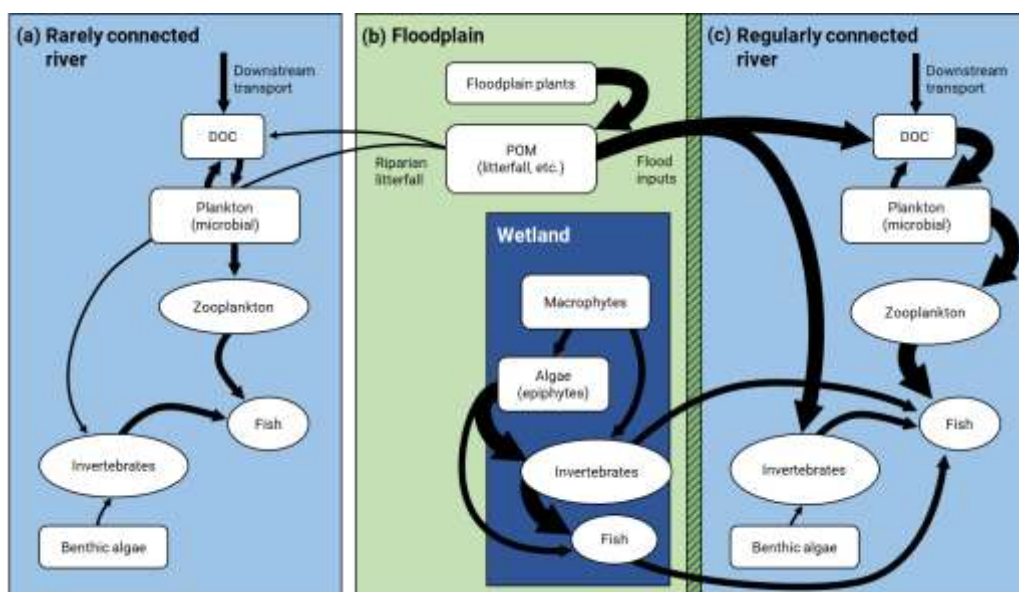 (a) Rarely connected
river
Downstream
transport
DOC
Riparian
litterfall
Plankton
(microbial)
Zooplankton
Fish
Invertebrates
Benthic algae
(b) Floodplain
Floodplain plants
POM
(litterfall, etc.)
Flood
inputs
Wetland
Macrophytes
Algae
(epiphytes)
Invertebrates
Fish
(c) Regularly connected
river
Downstream
transport
DOC
Plankton
(microbial)
Zooplankton
Fish
Invertebrates
Benthic algae